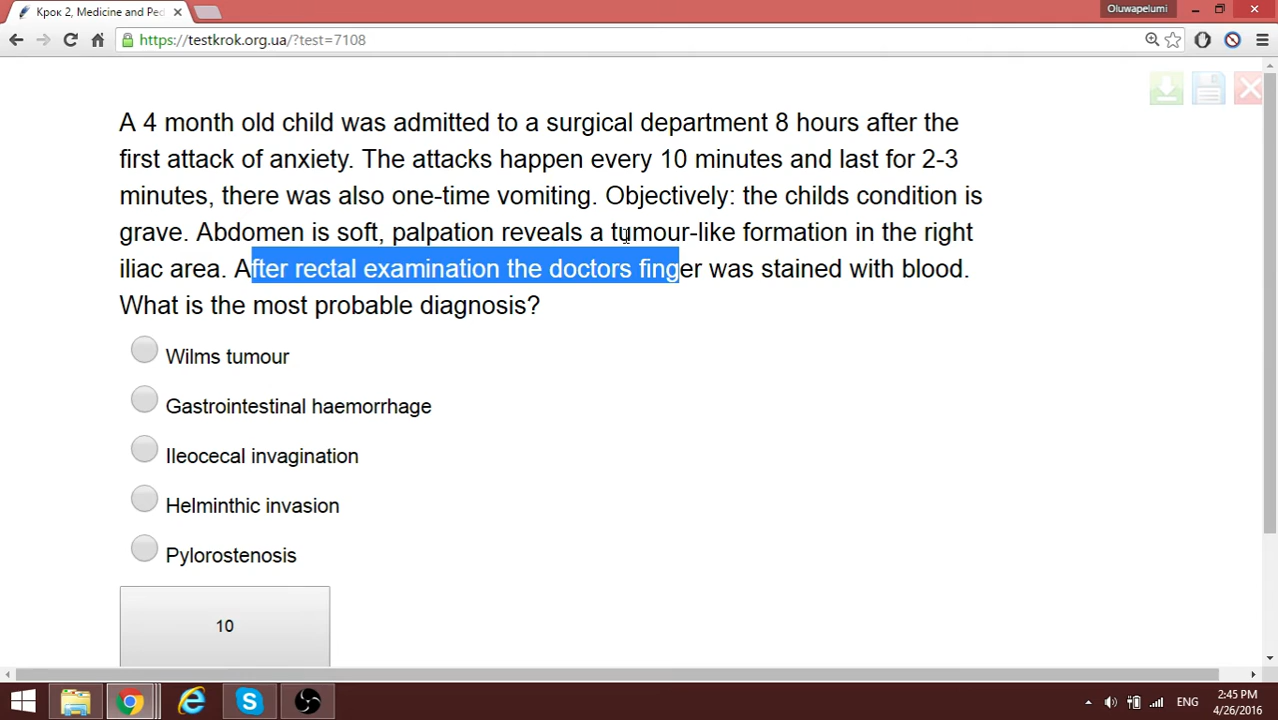 Крок 2, Medicine and Ped
Oluwapelumi
https://testkrok.org.ua/?test=7108
A 4 month old child was admitted to a surgical department 8 hours after the
first attack of anxiety. The attacks happen every 10 minutes and last for 2-3
minutes, there was also one-time vomiting. Objectively: the childs condition is
grave. Abdomen is soft, palpation reveals a tumour-like formation in the right
iliac area. After rectal examination the doctors finger was stained with blood.
What is the most probable diagnosis?
Wilms tumour
Gastrointestinal haemorrhage
Ileocecal invagination
Helminthic invasion
Pylorostenosis
10
ENG
2:45 PM
4/26/2016